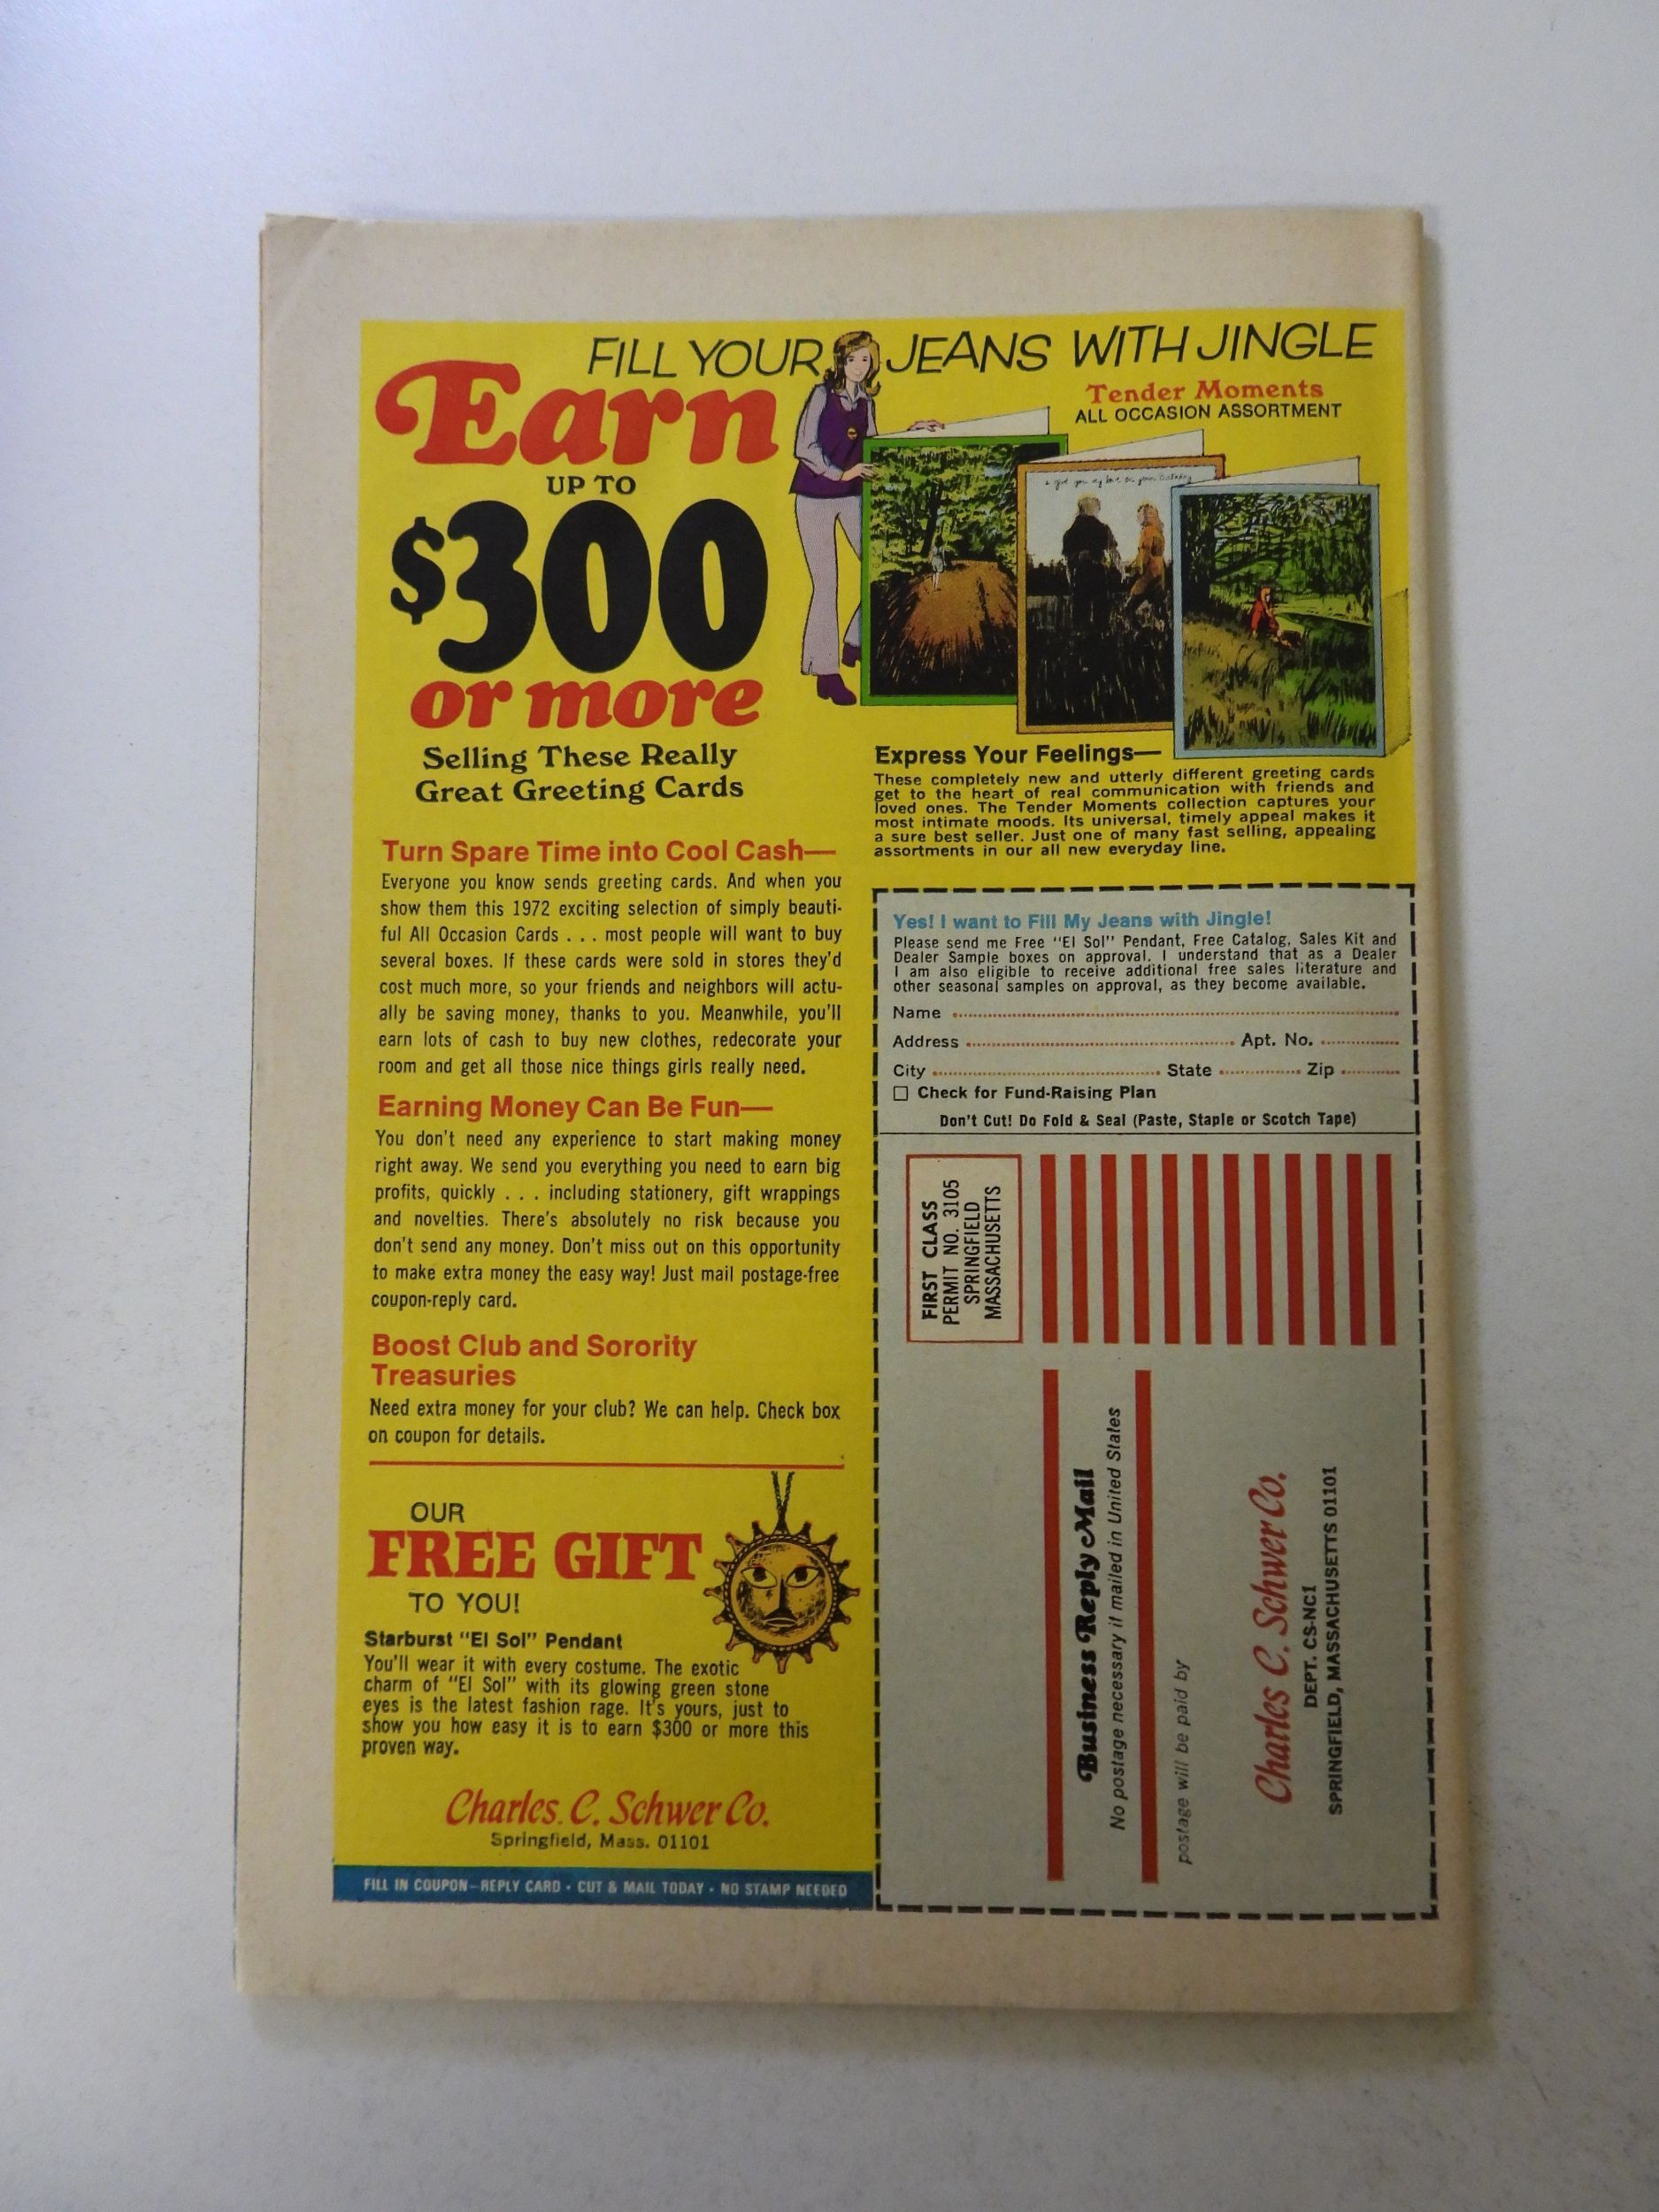 FILL YOUR JEANS WITH JINGLE
Earn
UP TO
$300
or more
Selling These Really
Great Greeting Cards
Tender Moments
ALL OCCASION ASSORTMENT
I give you my love on your birthday
Express Your Feelings—
These completely new and utterly different greeting cards
get to the heart of real communication with friends and
loved ones. The Tender Moments collection captures your
most intimate moods. Its universal, timely appeal makes it
a sure best seller. Just one of many fast selling, appealing
assortments in our all new everyday line.
Turn Spare Time into Cool Cash—
Everyone you know sends greeting cards. And when you
show them this 1972 exciting selection of simply beauti-
ful All Occasion Cards . . . most people will want to buy
several boxes. If these cards were sold in stores they'd
cost much more, so your friends and neighbors will actu-
ally be saving money, thanks to you. Meanwhile, you'll
earn lots of cash to buy new clothes, redecorate your
room and get all those nice things girls really need.
Earning Money Can Be Fun—
You don't need any experience to start making money
right away. We send you everything you need to earn big
profits, quickly . . . including stationery, gift wrappings
and novelties. There's absolutely no risk because you
don't send any money. Don't miss out on this opportunity
to make extra money the easy way! Just mail postage-free
coupon-reply card.
Boost Club and Sorority
Treasuries
Need extra money for your club? We can help. Check box
on coupon for details.
OUR
FREE GIFT
TO YOU!
Starburst "El Sol" Pendant
You'll wear it with every costume. The exotic
charm of "El Sol" with its glowing green stone
eyes is the latest fashion rage. It's yours, just to
show you how easy it is to earn $300 or more this
proven way.
Charles C. Schwer Co.
Springfield, Mass. 01101
FILL IN COUPON—REPLY CARD • CUT & MAIL TODAY • NO STAMP NEEDED
Yes! I want to Fill My Jeans with Jingle!
Please send me Free "El Sol" Pendant, Free Catalog, Sales Kit and
Dealer Sample boxes on approval. I understand that as a Dealer
I am also eligible to receive additional free sales literature and
other seasonal samples on approval, as they become available.
Name
Address Apt. No.
City State Zip
☐ Check for Fund-Raising Plan
Don't Cut! Do Fold & Seal (Paste, Staple or Scotch Tape)
FIRST CLASS
PERMIT NO. 3105
SPRINGFIELD
MASSACHUSETTS
Business Reply Mail
No postage necessary if mailed in United States
postage will be paid by
Charles C. Schwer Co.
DEPT. CS-NC1
SPRINGFIELD, MASSACHUSETTS 01101